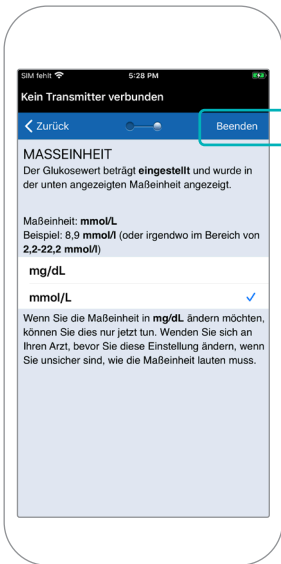 SIM fehlt 5:28 PM
Kein Transmitter verbunden
Zurück Beenden
MASSEINHEIT
Der Glukosewert beträgt eingestellt und wurde in
der unten angezeigten Maßeinheit angezeigt.
Maßeinheit: mmol/L
Beispiel: 8,9 mmol/l (oder irgendwo im Bereich von
2,2-22,2 mmol/l)
mg/dL
mmol/L
Wenn Sie die Maßeinheit in mg/dL ändern möchten,
können Sie dies nur jetzt tun. Wenden Sie sich an
Ihren Arzt, bevor Sie diese Einstellung ändern, wenn
Sie unsicher sind, wie die Maßeinheit lauten muss.